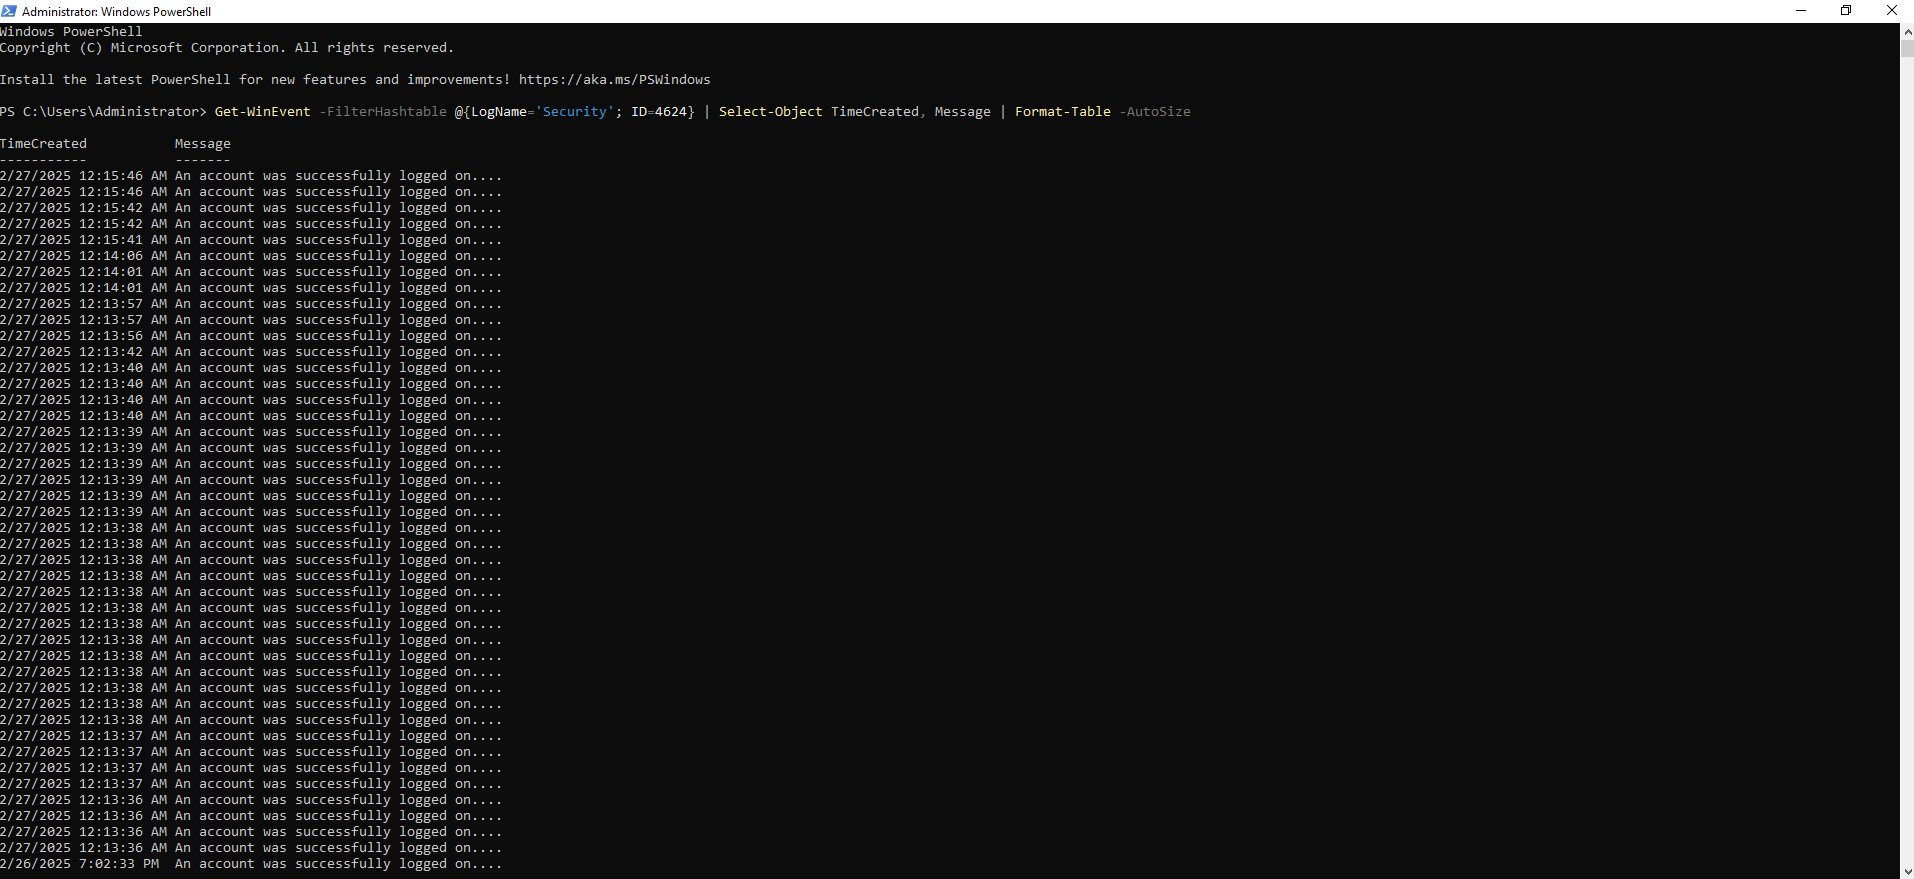 Administrator: Windows PowerShell
Windows PowerShell
Copyright (C) Microsoft Corporation. All rights reserved.
Install the latest PowerShell for new features and improvements! https://aka.ms/PSWindows
PS C:\Users\Administrator> Get-WinEvent -FilterHashtable @{LogName='Security'; ID=4624} | Select-Object TimeCreated, Message | Format-Table -AutoSize
TimeCreated           Message
-----------           -------
2/27/2025 12:15:46 AM An account was successfully logged on....
2/27/2025 12:15:46 AM An account was successfully logged on....
2/27/2025 12:15:42 AM An account was successfully logged on....
2/27/2025 12:15:42 AM An account was successfully logged on....
2/27/2025 12:15:41 AM An account was successfully logged on....
2/27/2025 12:14:06 AM An account was successfully logged on....
2/27/2025 12:14:01 AM An account was successfully logged on....
2/27/2025 12:14:01 AM An account was successfully logged on....
2/27/2025 12:13:57 AM An account was successfully logged on....
2/27/2025 12:13:57 AM An account was successfully logged on....
2/27/2025 12:13:56 AM An account was successfully logged on....
2/27/2025 12:13:42 AM An account was successfully logged on....
2/27/2025 12:13:40 AM An account was successfully logged on....
2/27/2025 12:13:40 AM An account was successfully logged on....
2/27/2025 12:13:40 AM An account was successfully logged on....
2/27/2025 12:13:40 AM An account was successfully logged on....
2/27/2025 12:13:39 AM An account was successfully logged on....
2/27/2025 12:13:39 AM An account was successfully logged on....
2/27/2025 12:13:39 AM An account was successfully logged on....
2/27/2025 12:13:39 AM An account was successfully logged on....
2/27/2025 12:13:39 AM An account was successfully logged on....
2/27/2025 12:13:39 AM An account was successfully logged on....
2/27/2025 12:13:38 AM An account was successfully logged on....
2/27/2025 12:13:38 AM An account was successfully logged on....
2/27/2025 12:13:38 AM An account was successfully logged on....
2/27/2025 12:13:38 AM An account was successfully logged on....
2/27/2025 12:13:38 AM An account was successfully logged on....
2/27/2025 12:13:38 AM An account was successfully logged on....
2/27/2025 12:13:38 AM An account was successfully logged on....
2/27/2025 12:13:38 AM An account was successfully logged on....
2/27/2025 12:13:38 AM An account was successfully logged on....
2/27/2025 12:13:38 AM An account was successfully logged on....
2/27/2025 12:13:38 AM An account was successfully logged on....
2/27/2025 12:13:38 AM An account was successfully logged on....
2/27/2025 12:13:38 AM An account was successfully logged on....
2/27/2025 12:13:37 AM An account was successfully logged on....
2/27/2025 12:13:37 AM An account was successfully logged on....
2/27/2025 12:13:37 AM An account was successfully logged on....
2/27/2025 12:13:37 AM An account was successfully logged on....
2/27/2025 12:13:36 AM An account was successfully logged on....
2/27/2025 12:13:36 AM An account was successfully logged on....
2/27/2025 12:13:36 AM An account was successfully logged on....
2/27/2025 12:13:36 AM An account was successfully logged on....
2/26/2025 7:02:33 PM  An account was successfully logged on....